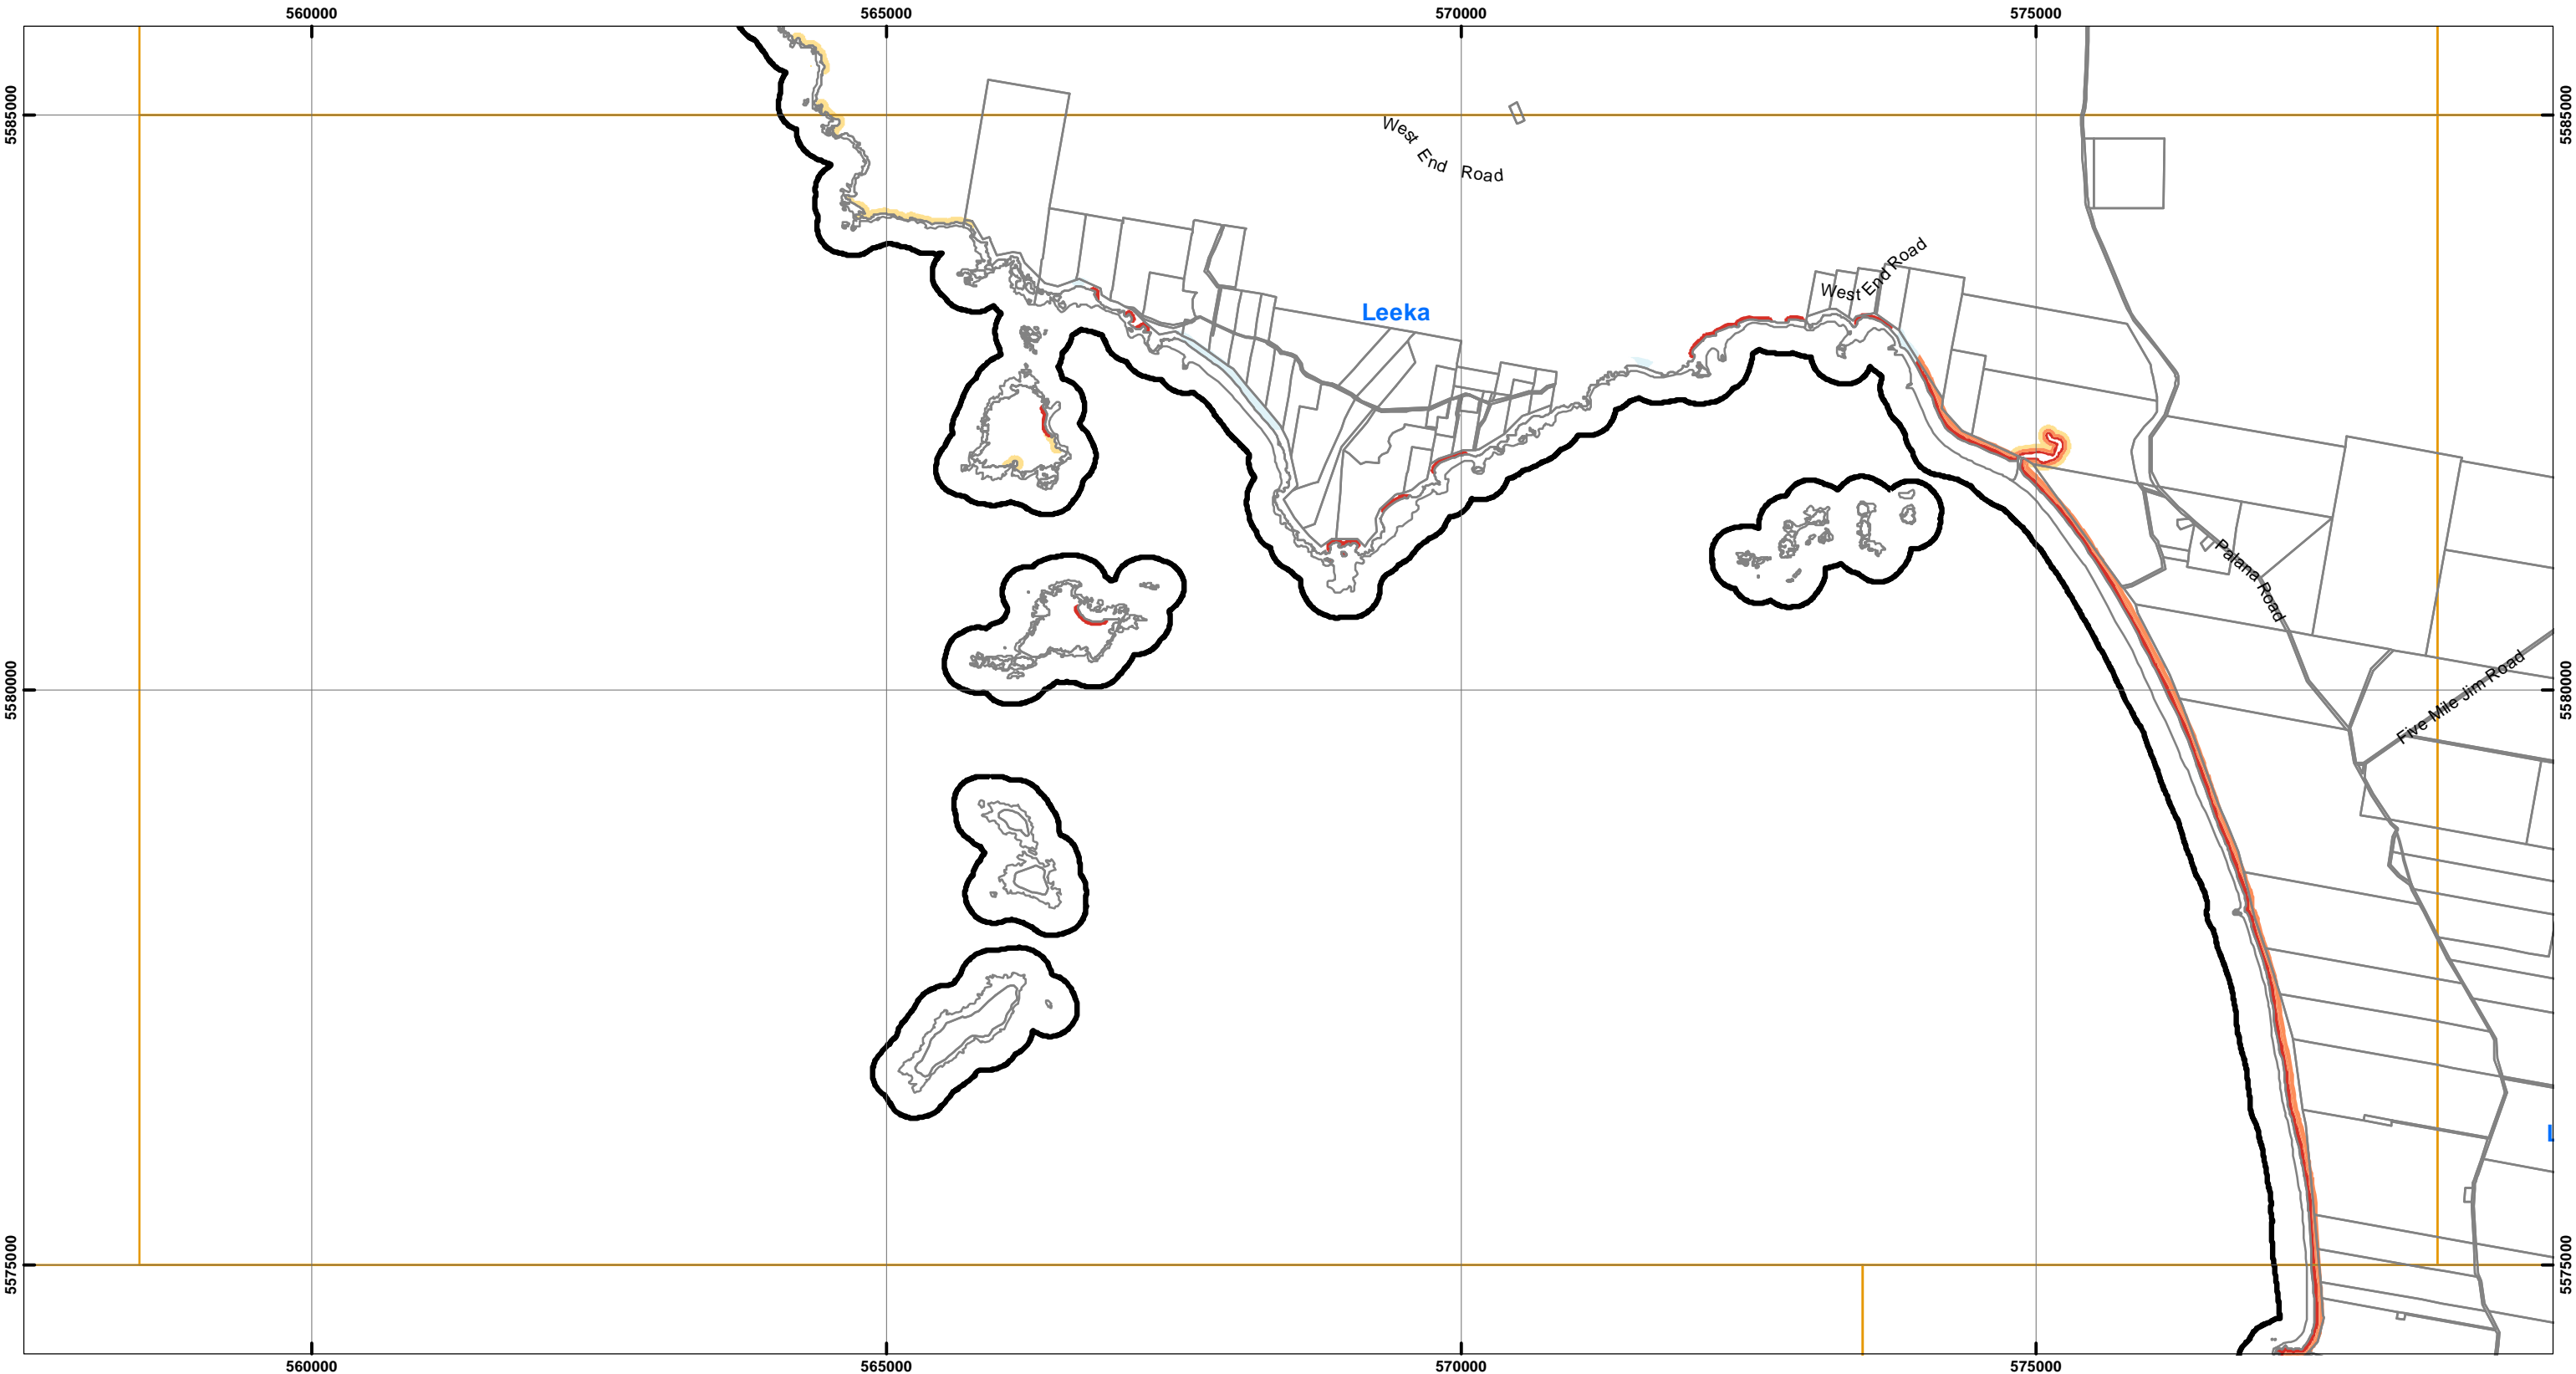 560000 565000 570000 575000
5585000 5585000
West End Road
West End Road
Leeka
Palana Road
Five Mile Jim Road
5580000 5580000
L
5575000 5575000
560000 565000 570000 575000